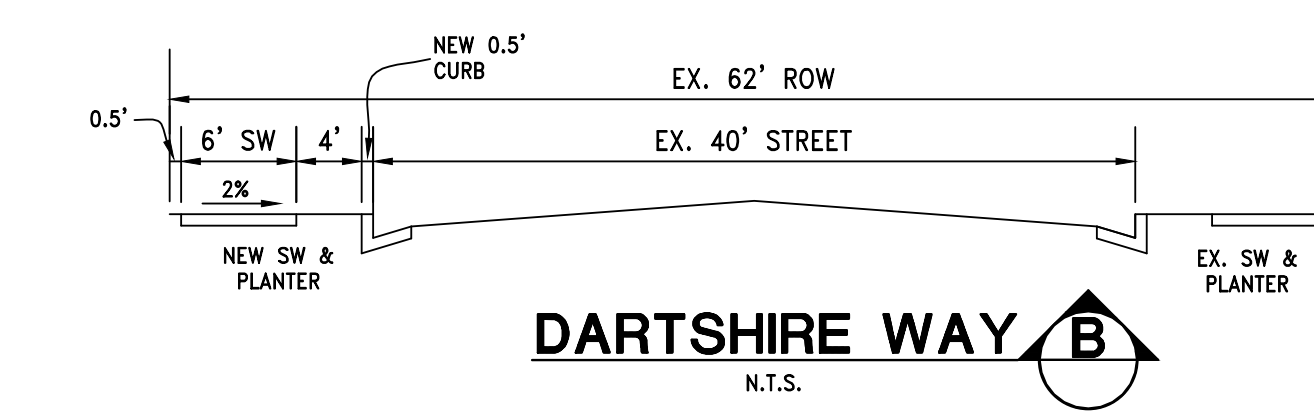 NEW 0.5'
CURB
EX. 62' ROW
0.5'
6' SW
4'
EX. 40' STREET
2%
NEW SW &
PLANTER
EX. SW &
PLANTER
DARTSHIRE WAY
B
N.T.S.